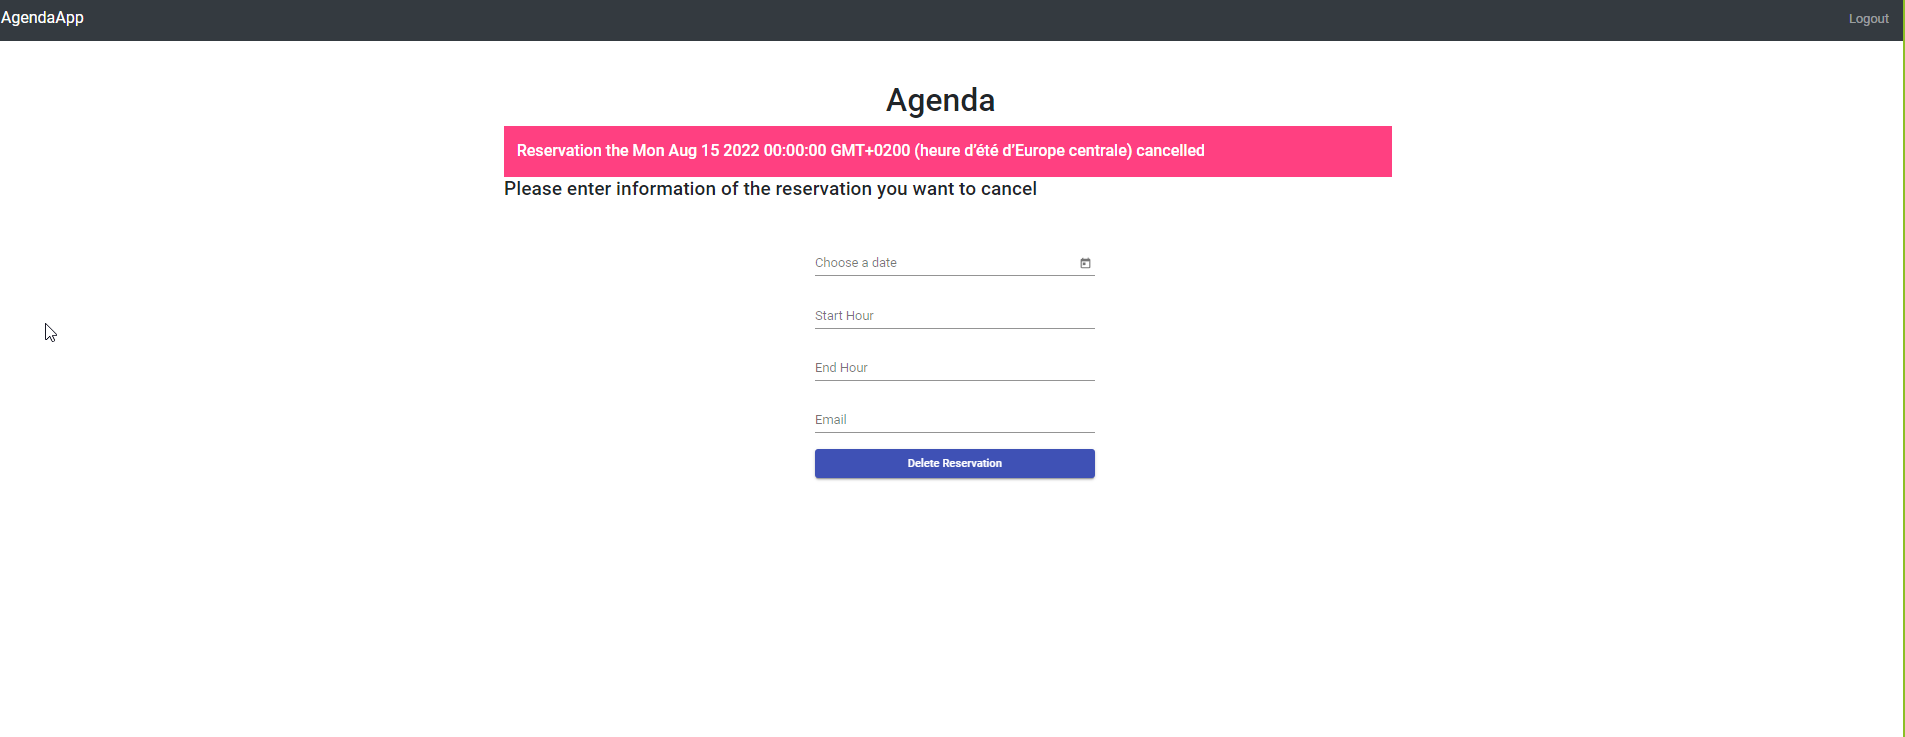 AgendaApp
Logout
Agenda
Reservation the Mon Aug 15 2022 00:00:00 GMT+0200 (heure d’été d’Europe centrale) cancelled
Please enter information of the reservation you want to cancel
Choose a date
Start Hour
End Hour
Email
Delete Reservation